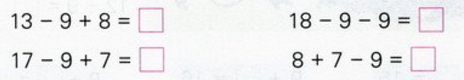 13 − 9 + 8 = □ 18 − 9 − 9 = □
17 − 9 + 7 = □ 8 + 7 − 9 = □